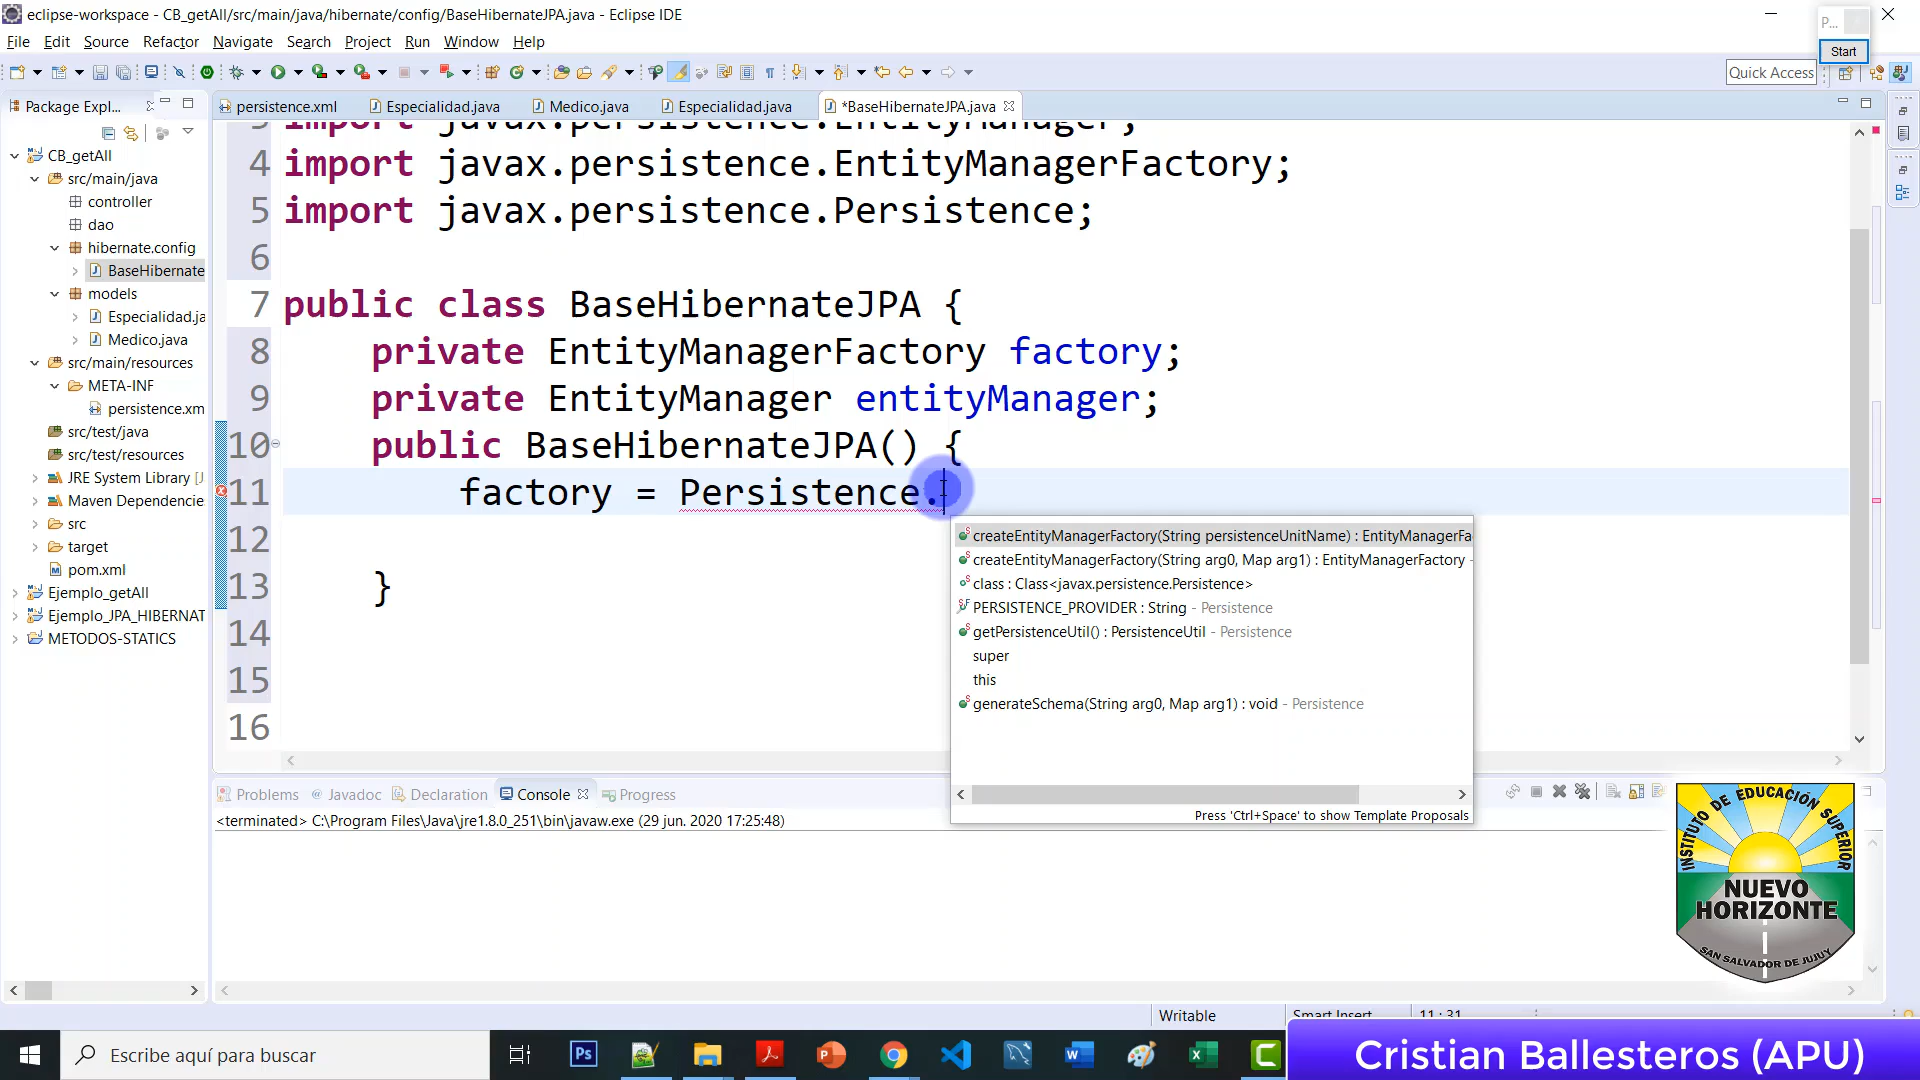 eclipse-workspace - CB_getAll/src/main/java/hibernate/config/BaseHibernateJPA.java - Eclipse IDE
P...
File Edit Source Refactor Navigate Search Project Run Window Help
Start
Quick Access
Package Expl...
persistence.xml Especialidad.java Medico.java Especialidad.java *BaseHibernateJPA.java
CB_getAll
src/main/java
controller
dao
hibernate.config
BaseHibernate
models
Especialidad.ja
Medico.java
src/main/resources
META-INF
persistence.xm
src/test/java
src/test/resources
JRE System Library [J
Maven Dependencie
src
target
pom.xml
Ejemplo_getAll
Ejemplo_JPA_HIBERNAT
METODOS-STATICS
3 import javax.persistence.EntityManager;
4 import javax.persistence.EntityManagerFactory;
5 import javax.persistence.Persistence;
6
7 public class BaseHibernateJPA {
8 private EntityManagerFactory factory;
9 private EntityManager entityManager;
10 public BaseHibernateJPA() {
11 factory = Persistence.
12
13 }
14
15
16
createEntityManagerFactory(String persistenceUnitName) : EntityManagerFa
createEntityManagerFactory(String arg0, Map arg1) : EntityManagerFactory -
class : Class<javax.persistence.Persistence>
PERSISTENCE_PROVIDER : String - Persistence
getPersistenceUtil() : PersistenceUtil - Persistence
super
this
generateSchema(String arg0, Map arg1) : void - Persistence
Press 'Ctrl+Space' to show Template Proposals
Problems @ Javadoc Declaration Console Progress
<terminated> C:\Program Files\Java\jre1.8.0_251\bin\javaw.exe (29 jun. 2020 17:25:48)
INSTITUTO DE EDUCACIÓN SUPERIOR
NUEVO
HORIZONTE
SAN SALVADOR DE JUJUY
Writable Smart Insert 11 : 31
Escribe aquí para buscar
Cristian Ballesteros (APU)